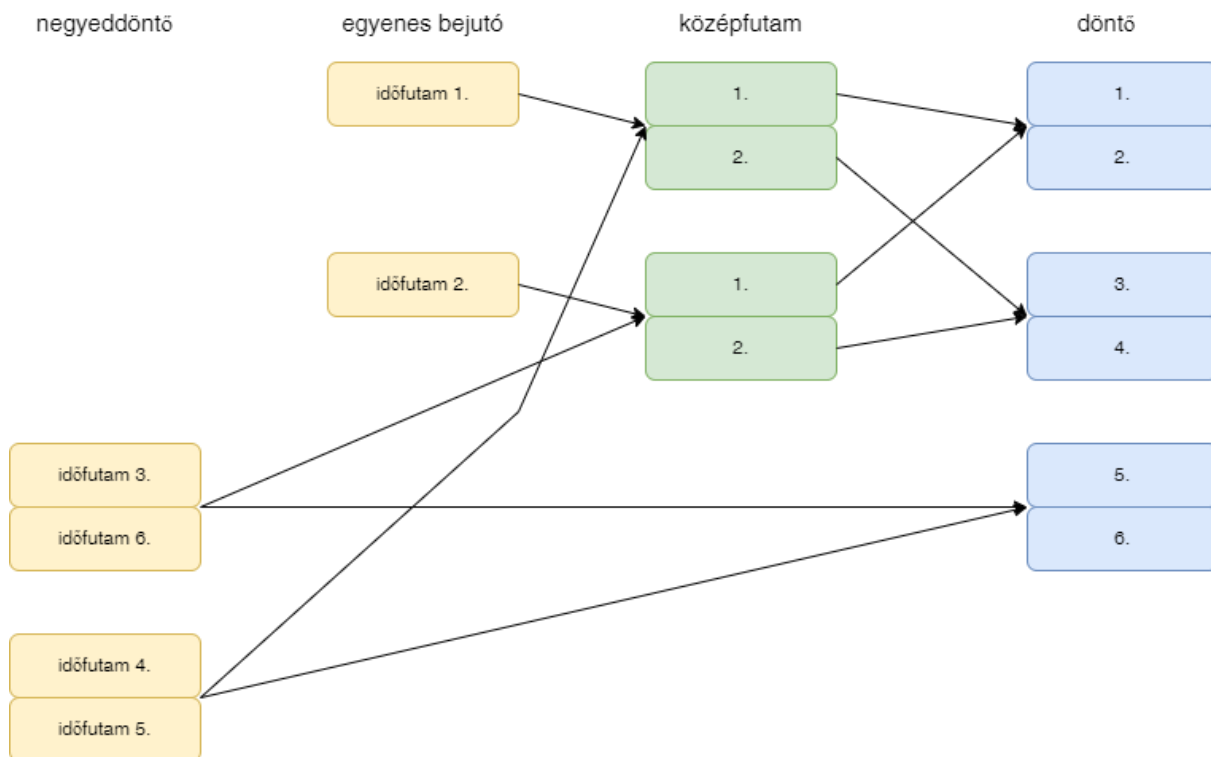 negyeddöntő
egyenes bejutó
középfutam
döntő
időfutam 1.
1.
1.
2.
2.
időfutam 2.
1.
3.
2.
4.
időfutam 3.
5.
időfutam 6.
6.
időfutam 4.
időfutam 5.